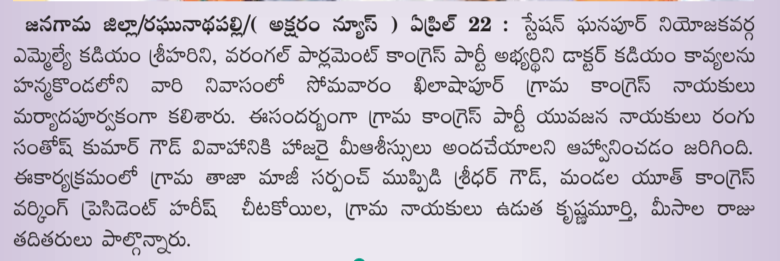 జనగామ జిల్లా/రఘునాథపల్లి/( అక్షరం న్యూస్ ) ఏప్రిల్ 22 : స్టేషన్ ఘనపూర్ నియోజకవర్గ
ఎమ్మెల్యే కడియం శ్రీహరిని, వరంగల్ పార్లమెంట్ కాంగ్రెస్ పార్టీ అభ్యర్థిని డాక్టర్ కడియం కావ్యలను
హన్మకొండలోని వారి నివాసంలో సోమవారం ఖిలాషాపూర్ గ్రామ కాంగ్రెస్ నాయకులు
మర్యాదపూర్వకంగా కలిశారు. ఈసందర్భంగా గ్రామ కాంగ్రెస్ పార్టీ యువజన నాయకులు రంగు
సంతోష్ కుమార్ గౌడ్ వివాహానికి హాజరై మీఆశీస్సులు అందచేయాలని ఆహ్వానించడం జరిగింది.
ఈకార్యక్రమంలో గ్రామ తాజా మాజీ సర్పంచ్ ముప్పిడి శ్రీధర్ గౌడ్, మండల యూత్ కాంగ్రెస్
వర్కింగ్ ప్రెసిడెంట్ హరీష్ చీటకోయిల, గ్రామ నాయకులు ఉడుత కృష్ణమూర్తి, మీసాల రాజు
తదితరులు పాల్గొన్నారు.